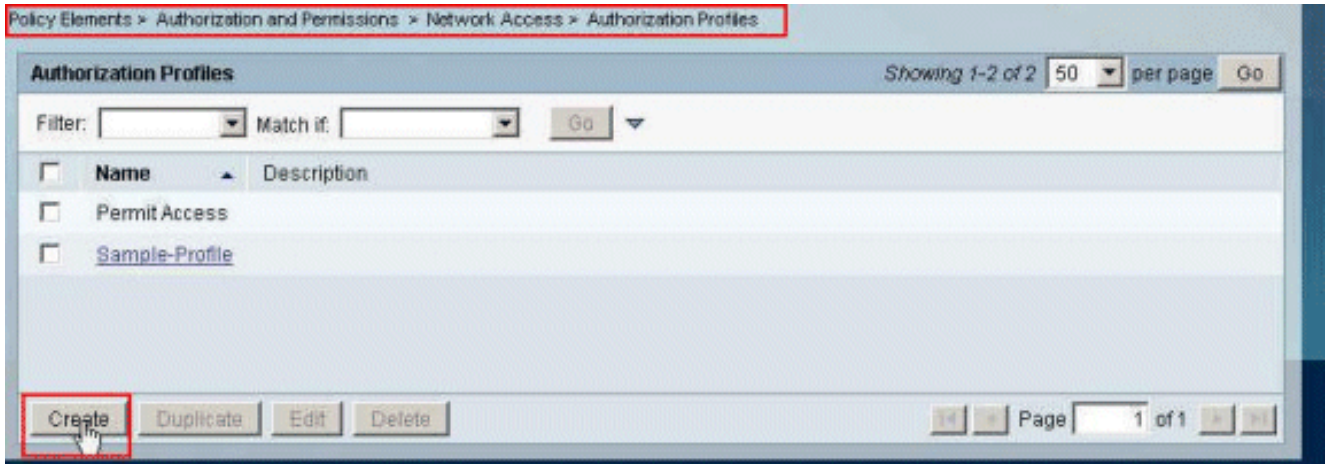 Policy Elements > Authorization and Permissions > Network Access > Authorization Profiles
Authorization Profiles Showing 1-2 of 2 50 per page Go
Filter: Match if: Go
Name Description
Permit Access
Sample-Profile
Create Duplicate Edit Delete Page 1 of 1